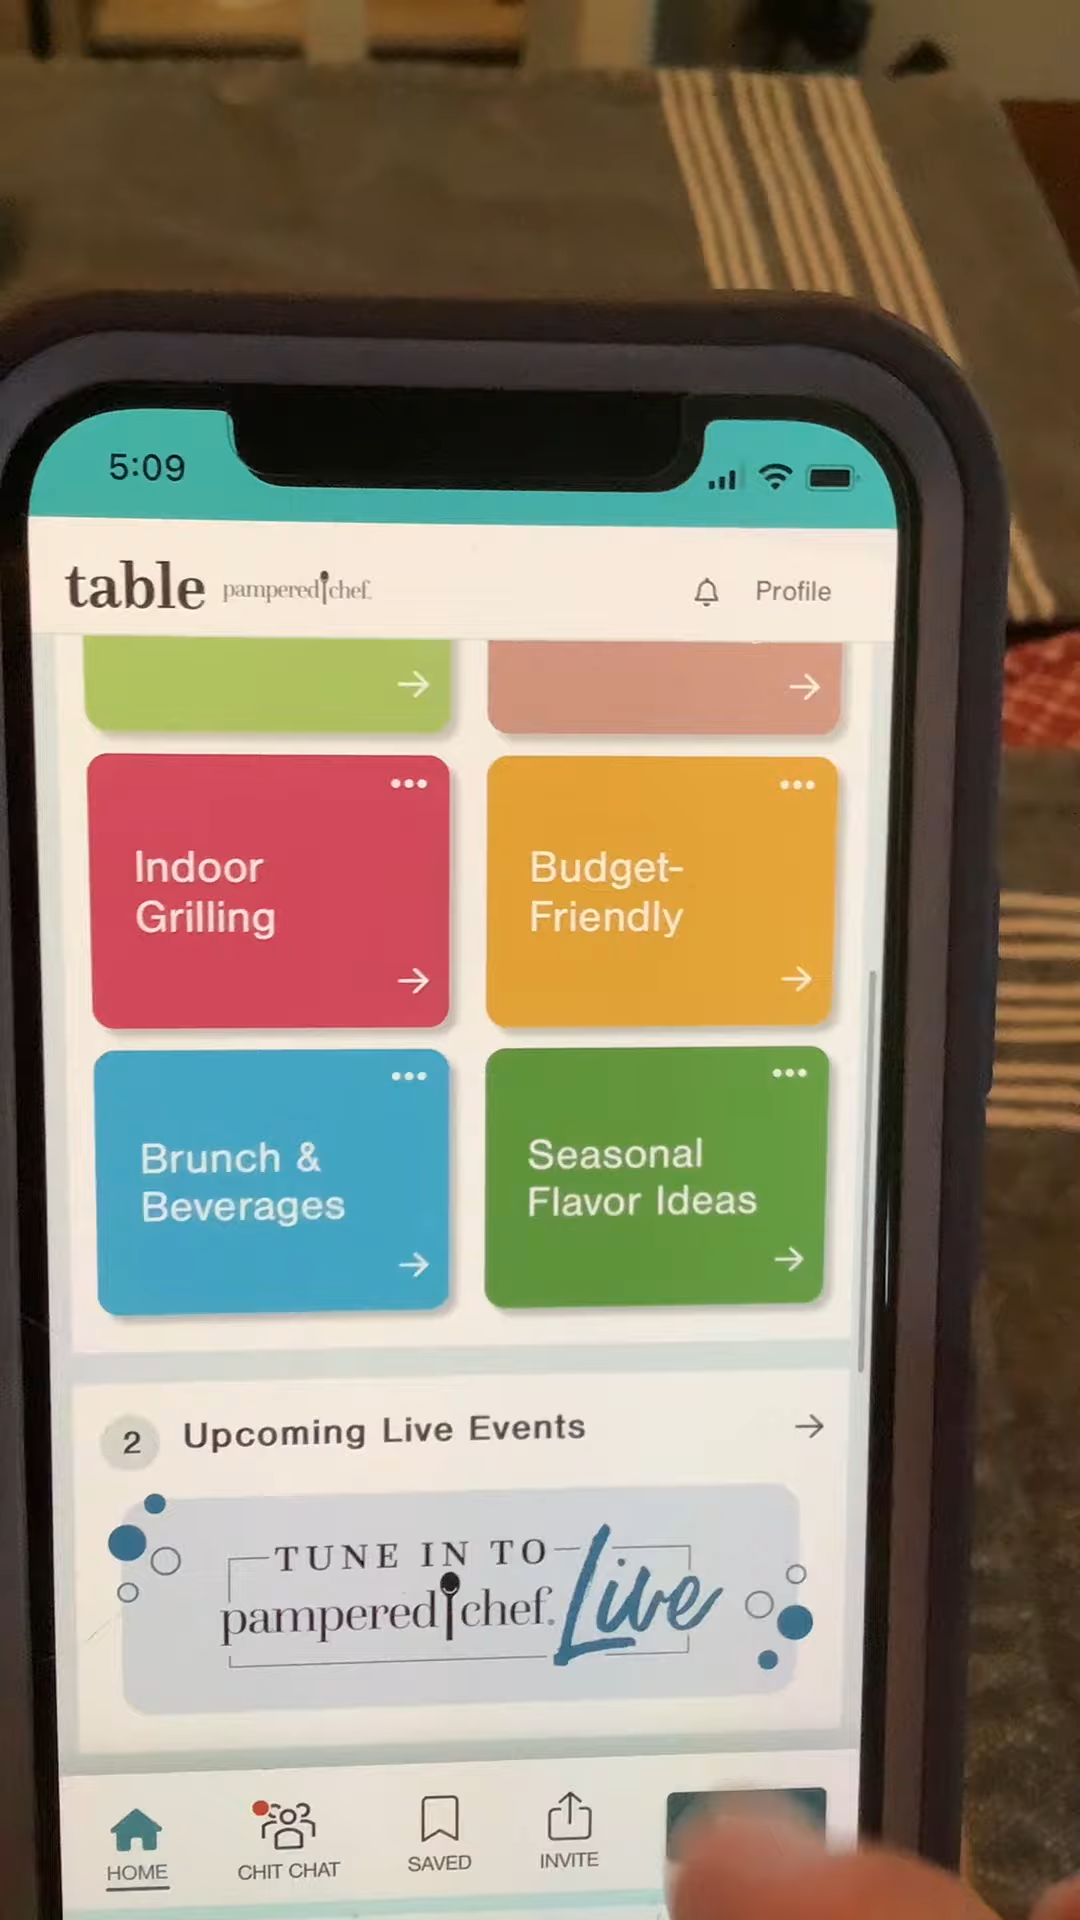 5:09
table pampered chef.
Profile
Indoor
Grilling
Budget-
Friendly
Brunch &
Beverages
Seasonal
Flavor Ideas
2 Upcoming Live Events
TUNE IN TO
pampered chef. Live
HOME
CHIT CHAT
SAVED
INVITE